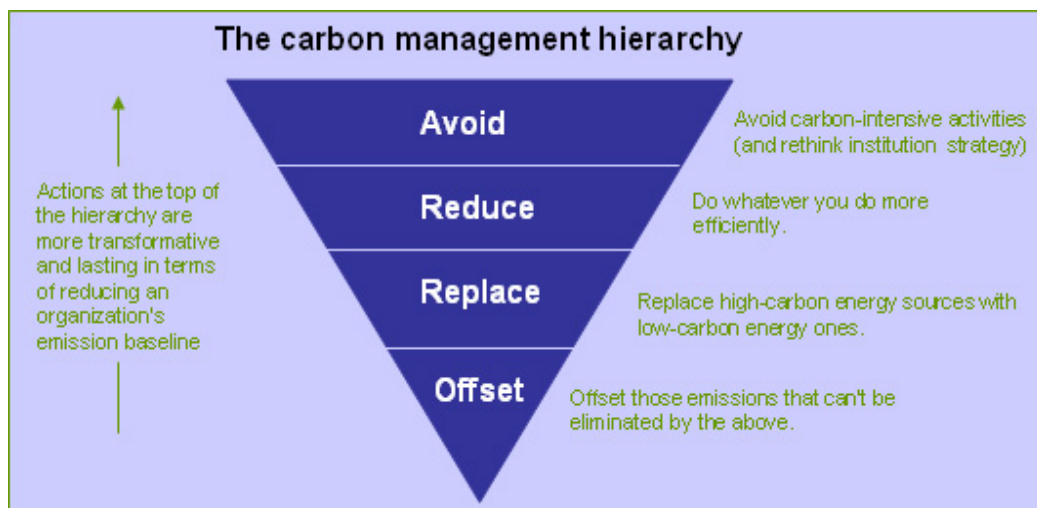 The carbon management hierarchy
Avoid
Avoid carbon-intensive activities
(and rethink institution strategy)
Actions at the top of
the hierarchy are
more transformative
and lasting in terms
of reducing an
organization's
emission baseline
Reduce
Do whatever you do more
efficiently.
Replace
Replace high-carbon energy sources with
low-carbon energy ones.
Offset
Offset those emissions that can't be
eliminated by the above.